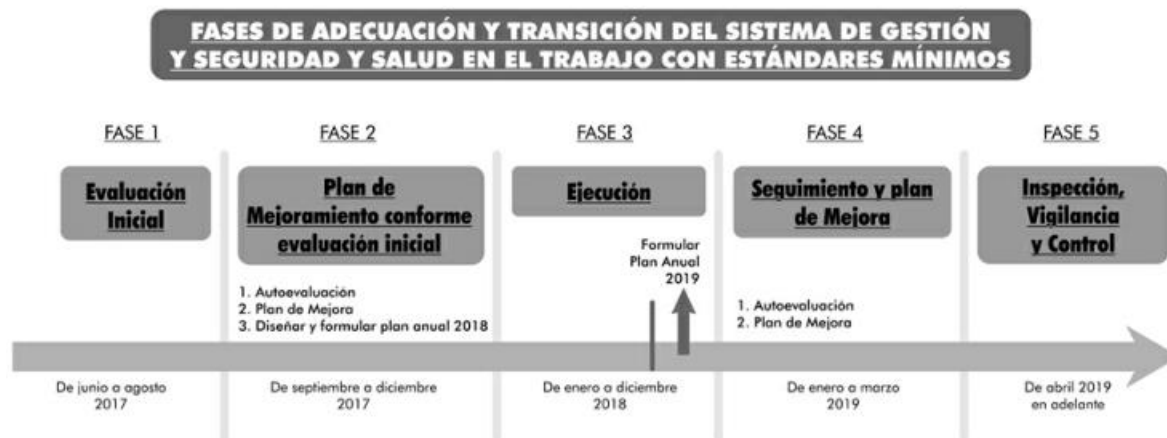 FASES DE ADECUACIÓN Y TRANSICIÓN DEL SISTEMA DE GESTIÓN
Y SEGURIDAD Y SALUD EN EL TRABAJO CON ESTÁNDARES MÍNIMOS
FASE 1
Evaluación
Inicial
De junio a agosto
2017
FASE 2
Plan de
Mejoramiento conforme
evaluación inicial
1. Autoevaluación
2. Plan de Mejora
3. Diseñar y formular plan anual 2018
De septiembre a diciembre
2017
FASE 3
Ejecución
Formular
Plan Anual
2019
De enero a diciembre
2018
FASE 4
Seguimiento y plan
de Mejora
1. Autoevaluación
2. Plan de Mejora
De enero a marzo
2019
FASE 5
Inspección,
Vigilancia
y Control
De abril 2019
en adelante